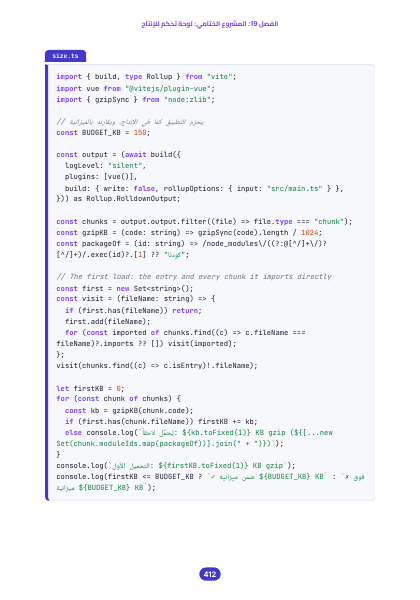 الفصل 19: المشروع الختامي: لوحة تحكم للإنتاج
size.ts
import { build, type Rollup } from "vite";
import vue from "@vitejs/plugin-vue";
import { gzipSync } from "node:zlib";
// يحزم التطبيق كما في الإنتاج، ويقارنه بالميزانية
const BUDGET_KB = 150;
const output = (await build({
logLevel: "silent",
plugins: [vue()],
build: { write: false, rollupOptions: { input: "src/main.ts" } },
})) as Rollup.RolldownOutput;
const chunks = output.output.filter((file) => file.type === "chunk");
const gzipKB = (code: string) => gzipSync(code).length / 1024;
const packageOf = (id: string) => /node_modules\/((?:@[^/]+\/)?
[^/]+)/.exec(id)?.[1] ?? "كودنا";
// The first load: the entry and every chunk it imports directly
const first = new Set<string>();
const visit = (fileName: string) => {
if (first.has(fileName)) return;
first.add(fileName);
for (const imported of chunks.find((c) => c.fileName ===
fileName)?.imports ?? []) visit(imported);
};
visit(chunks.find((c) => c.isEntry)!.fileName);
let firstKB = 0;
for (const chunk of chunks) {
const kb = gzipKB(chunk.code);
if (first.has(chunk.fileName)) firstKB += kb;
else console.log(`يُحمَّل لاحقاً: ${kb.toFixed(1)} KB gzip (${[...new
Set(chunk.moduleIds.map(packageOf))].join(" + ")})`);
}
console.log(`التحميل الأول: ${firstKB.toFixed(1)} KB gzip`);
console.log(firstKB <= BUDGET_KB ? `✓ ضمن ميزانية ${BUDGET_KB} KB` : `✗ فوق
ميزانية ${BUDGET_KB} KB`);
412